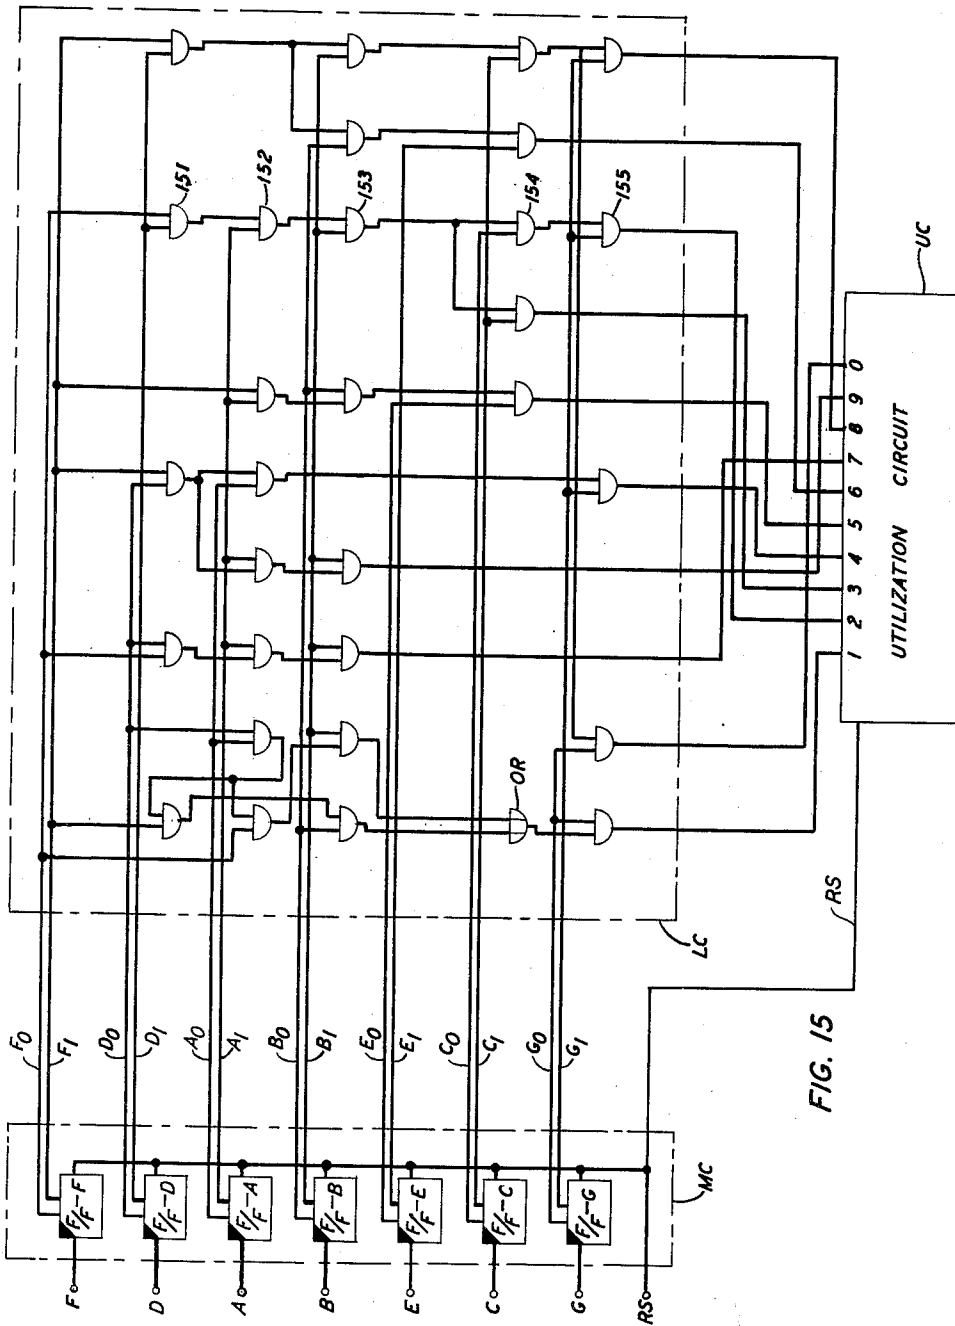 F
D
A
B
E
C
G
RS
F/F-F
F/F-D
F/F-A
F/F-B
F/F-E
F/F-C
F/F-G
MC
F0
F1
D0
D1
A0
A1
B0
B1
E0
E1
C0
C1
G0
G1
151
152
153
154
155
OR
LC
RS
UC
1 2 3 4 5 6 7 8 9 0
UTILIZATION CIRCUIT
FIG. 15